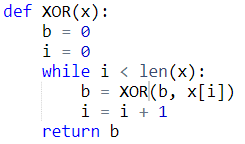 def XOR(x):
    b = 0
    i = 0
    while i < len(x):
        b = XOR(b, x[i])
        i = i + 1
    return b